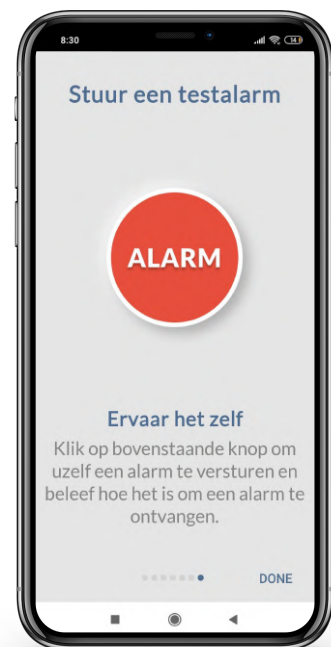 8:30
14
Stuur een testalarm
ALARM
Ervaar het zelf
Klik op bovenstaande knop om
uzelf een alarm te versturen en
beleef hoe het is om een alarm te
ontvangen.
DONE